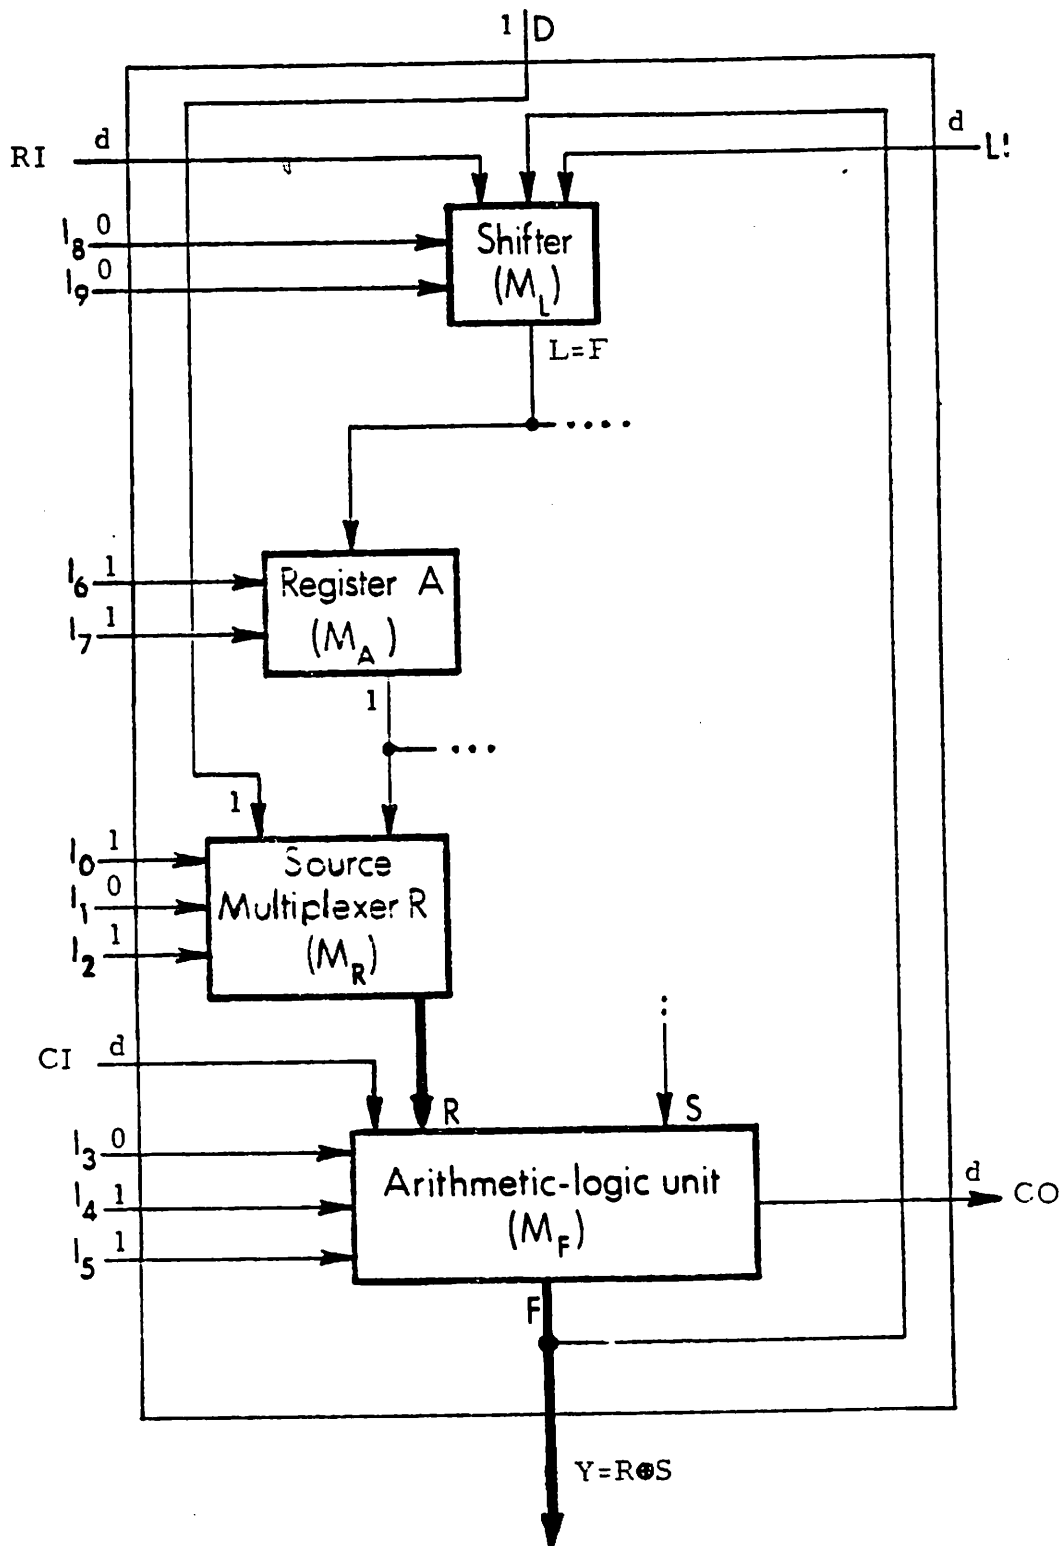 1 D
RI d
d L!
I8 0
I9 0
Shifter
(ML)
L=F
I6 1
I7 1
Register A
(MA)
1
1
I0 1
I1 0
I2 1
Source
Multiplexer R
(MR)
CI d
R
S
I3 0
I4 1
I5 1
Arithmetic-logic unit
(MF)
d CO
F
Y=R⊕S